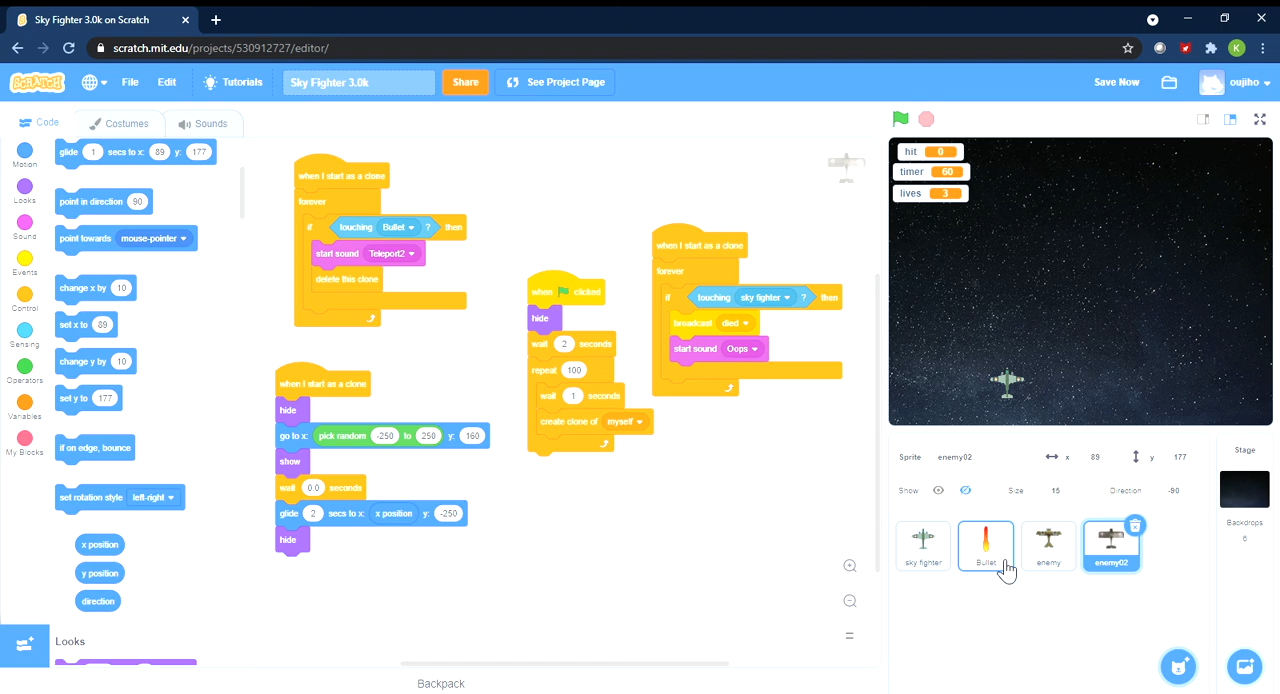 Sky Fighter 3.0k on Scratch
scratch.mit.edu/projects/530912727/editor/
K
SCRATCH
File
Edit
Tutorials
Sky Fighter 3.0k
Share
See Project Page
Save Now
oujiho
Code
Costumes
Sounds
Motion
Looks
Sound
Events
Control
Sensing
Operators
Variables
My Blocks
glide 1 secs to x: 89 y: 177
point in direction 90
point towards mouse-pointer
change x by 10
set x to 89
change y by 10
set y to 177
if on edge, bounce
set rotation style left-right
x position
y position
direction
Looks
when I start as a clone
forever
if touching Bullet ? then
start sound Teleport2
delete this clone
when I start as a clone
hide
go to x: pick random -250 to 250 y: 160
show
wait 0.0 seconds
glide 2 secs to x: x position y: -250
hide
when clicked
hide
wait 2 seconds
repeat 100
wait 1 seconds
create clone of myself
when I start as a clone
forever
if touching sky fighter ? then
broadcast died
start sound Oops
Backpack
hit 0
timer 60
lives 3
Sprite enemy02 x 89 y 177
Show Size 15 Direction -90
sky fighter
Bullet
enemy
enemy02
Stage
Backdrops
6